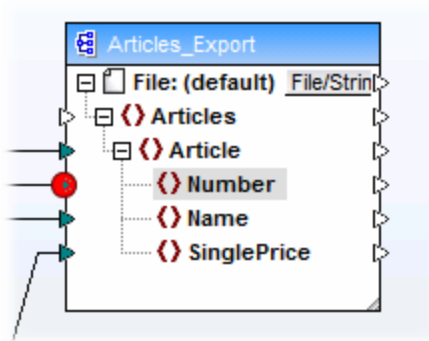 Articles_Export
File: (default) File/Strin
Articles
Article
Number
Name
SinglePrice